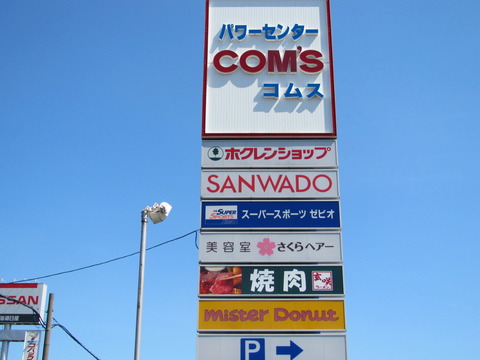 パワーセンター
COM'S
コムス
ホクレンショップ
SANWADO
SUPER SPORTS
スーパースポーツ ゼビオ
美容室 さくらヘアー
焼肉
mister Donut
P →
NISSAN